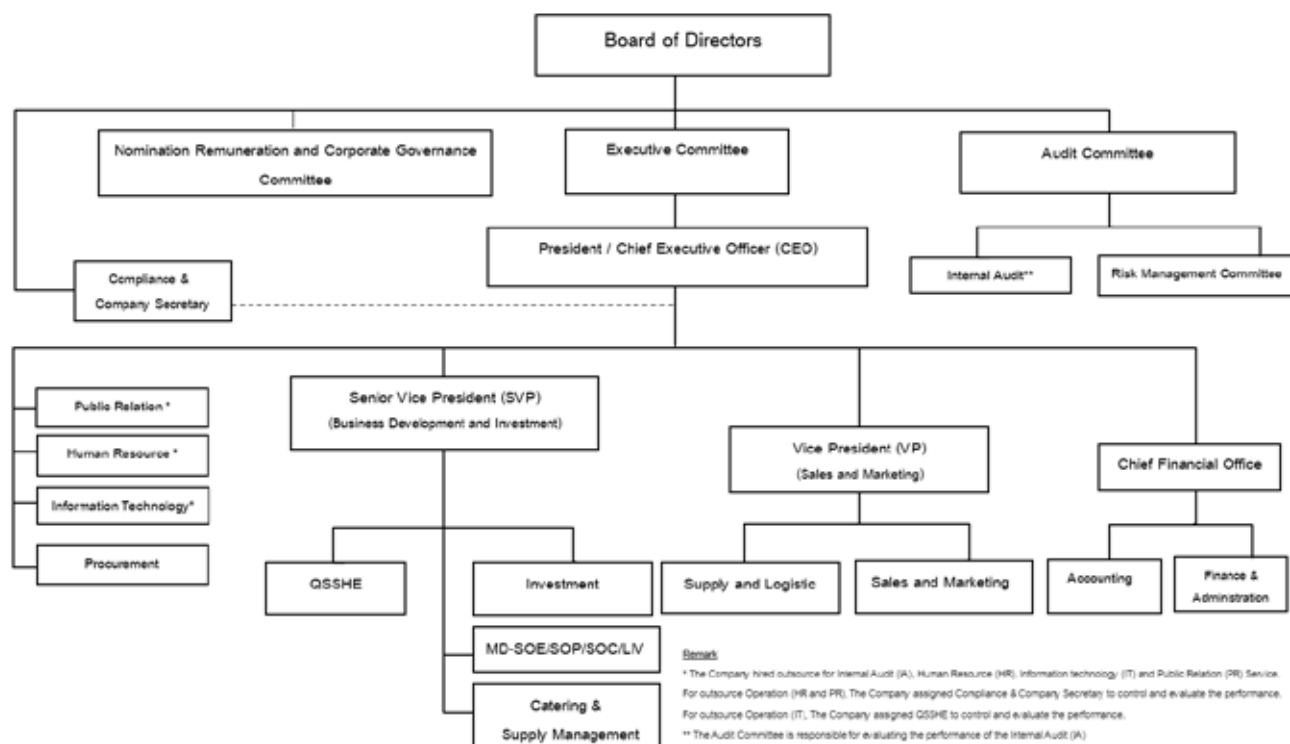 Board of Directors
Nomination Remuneration and Corporate Governance
Committee
Executive Committee
Audit Committee
President / Chief Executive Officer (CEO)
Compliance &
Company Secretary
Internal Audit**
Risk Management Committee
Public Relation *
Human Resource *
Information Technology*
Procurement
Senior Vice President (SVP)
(Business Development and Investment)
Vice President (VP)
(Sales and Marketing)
Chief Financial Office
QSSHE
Investment
Supply and Logistic
Sales and Marketing
Accounting
Finance &
Administration
MD-SOE/SOP/SOC/LIV
Catering &
Supply Management
Remark
* The Company hired outsource for Internal Audit (IA), Human Resource (HR), Information technology (IT) and Public Relation (PR) Service.
For outsource Operation (HR and PR), The Company assigned Compliance & Company Secretary to control and evaluate the performance.
For outsource Operation (IT), The Company assigned QSSHE to control and evaluate the performance.
** The Audit Committee is responsible for evaluating the performance of the Internal Audit (IA)